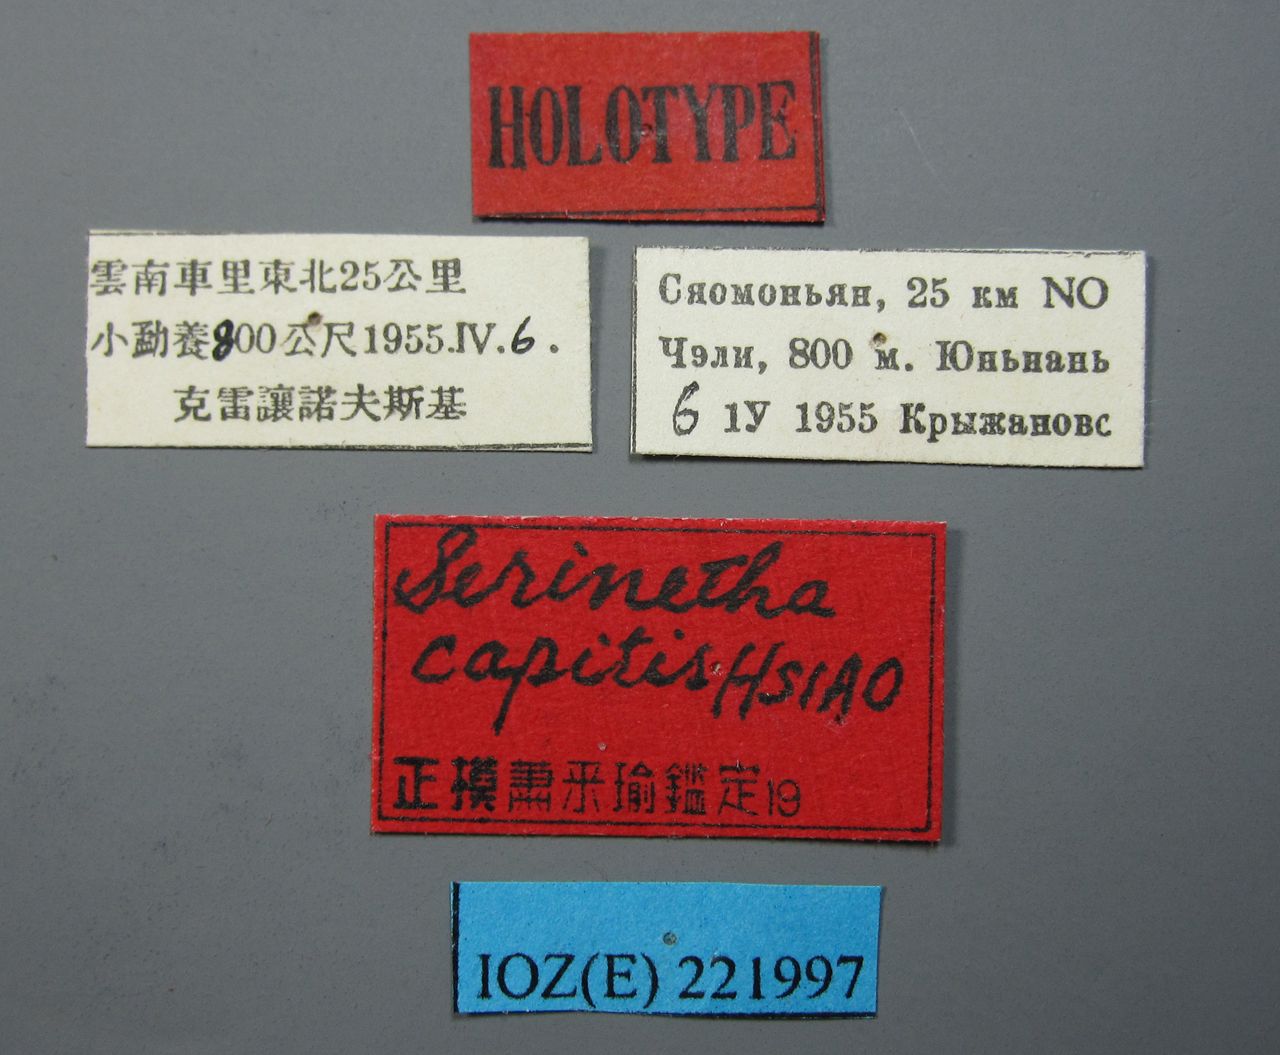 HOLOTYPE
雲南車里東北25公里
小勐養800公尺1955.IV.6.
克雷讓諾夫斯基
Сяомоньян, 25 км NO
Чэли, 800 м. Юньнань
6 1У 1955 Крыжановс
Serinetha
capitis HSIAO
正摸蕭采瑜鑑定19
IOZ(E) 221997